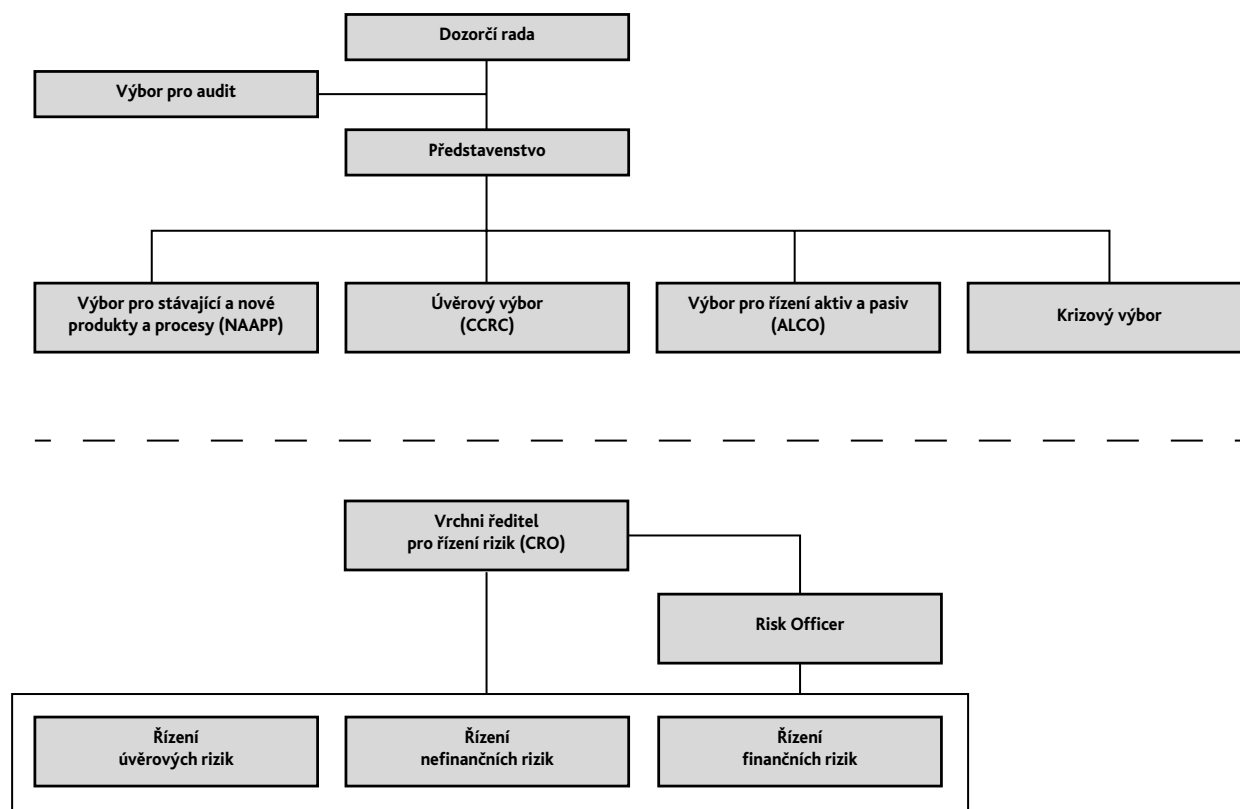 Dozorčí rada
Výbor pro audit
Představenstvo
Výbor pro stávající a nové
produkty a procesy (NAAPP)
Úvěrový výbor
(CCRC)
Výbor pro řízení aktiv a pasiv
(ALCO)
Krizový výbor
Vrchni ředitel
pro řízení rizik (CRO)
Risk Officer
Řízení
úvěrových rizik
Řízení
nefinančních rizik
Řízení
finančních rizik